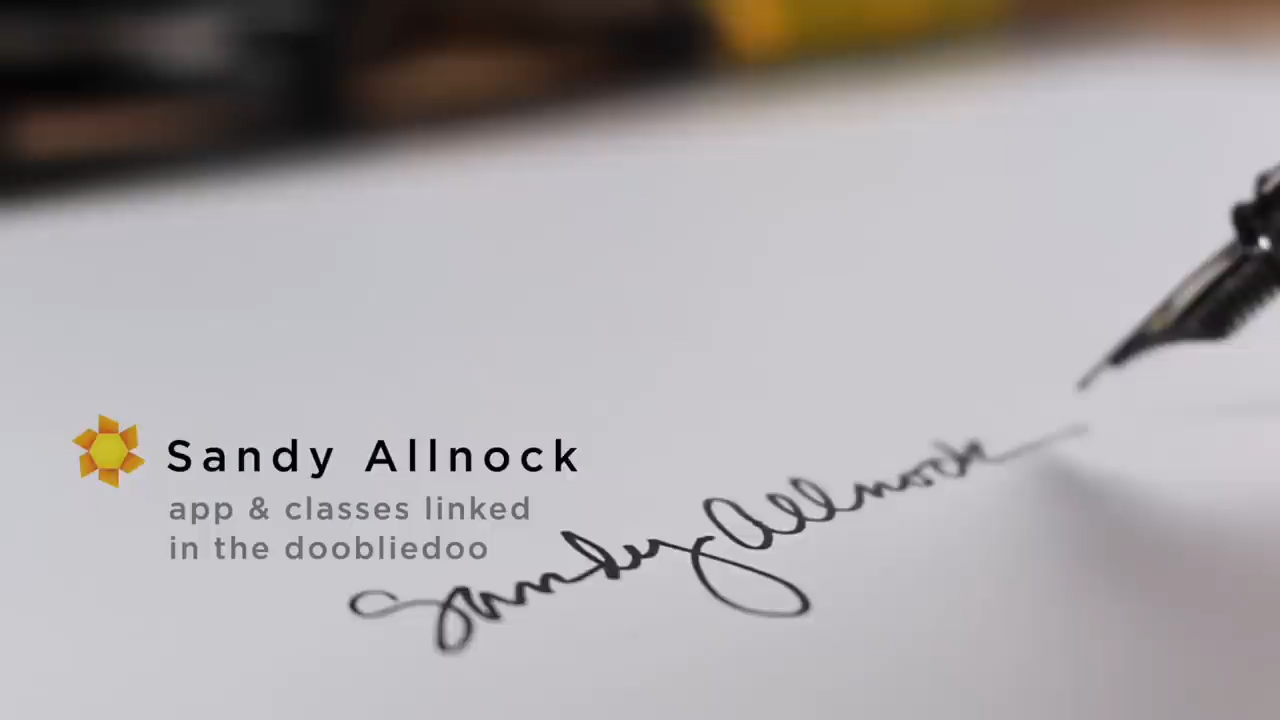 Sandy Allnock
app & classes linked
in the doobliedoo
Sandy Allnock